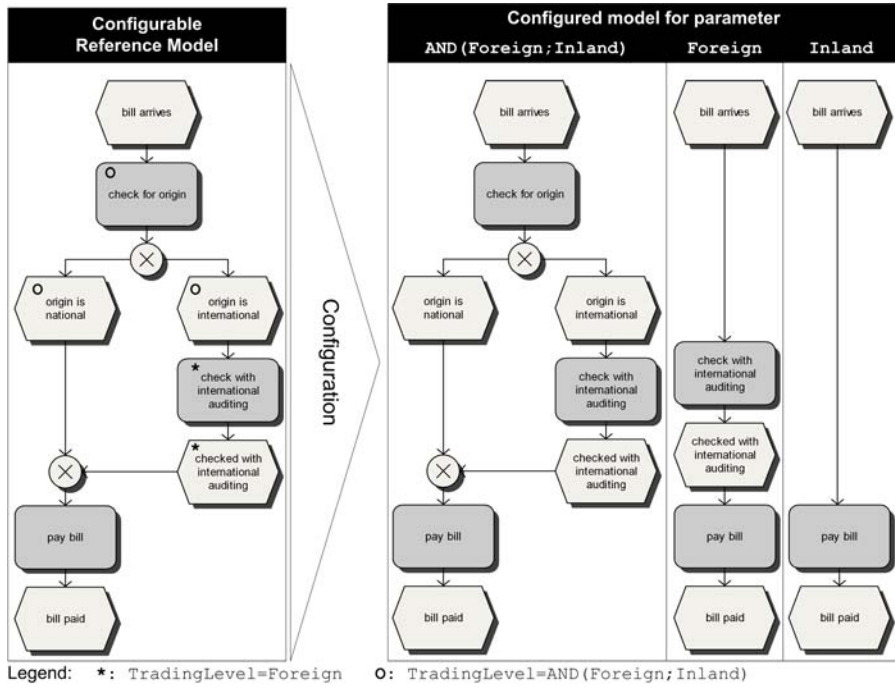 Configurable
Reference Model
bill arrives
O
check for origin
O
origin is
national
O
origin is
international
*
check with
international
auditing
*
checked with
international
auditing
pay bill
bill paid
Configuration
Configured model for parameter
AND(Foreign;Inland)
Foreign
Inland
bill arrives
check for origin
origin is
national
origin is
international
check with
international
auditing
checked with
international
auditing
pay bill
bill paid
bill arrives
check with
international
auditing
checked with
international
auditing
pay bill
bill paid
bill arrives
pay bill
bill paid
Legend: *: TradingLevel=Foreign O: TradingLevel=AND(Foreign;Inland)